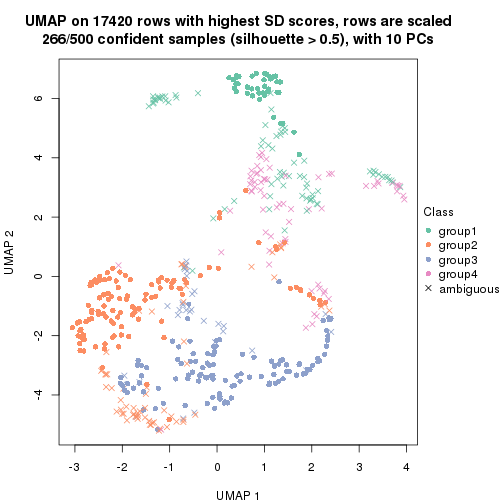 UMAP on 17420 rows with highest SD scores, rows are scaled
266/500 confident samples (silhouette > 0.5), with 10 PCs
6
4
2
0
-2
-4
UMAP 2
-3
-2
-1
0
1
2
3
4
UMAP 1
Class
group1
group2
group3
group4
ambiguous